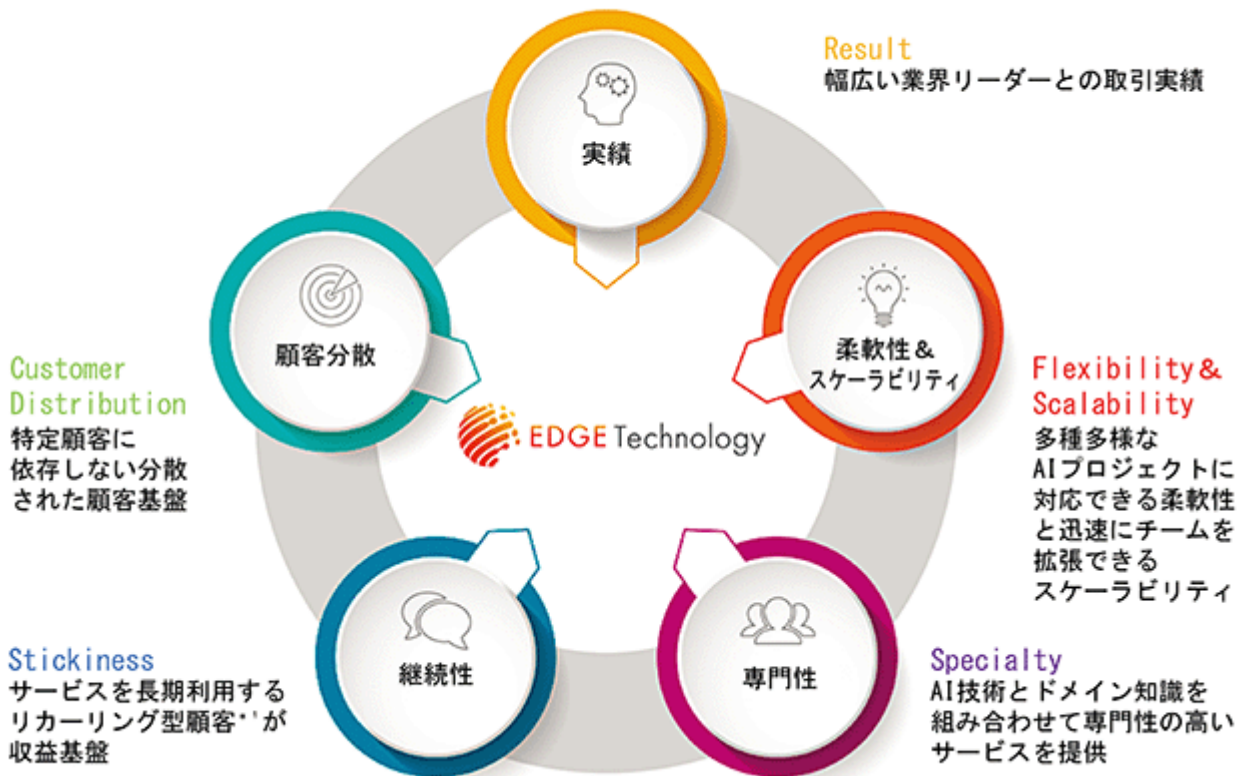 Result
幅広い業界リーダーとの取引実績
実績
顧客分散
柔軟性&
スケーラビリティ
Customer
Distribution
特定顧客に
依存しない分散
された顧客基盤
EDGE Technology
Flexibility&
Scalability
多種多様な
AIプロジェクトに
対応できる柔軟性
と迅速にチームを
拡張できる
スケーラビリティ
継続性
専門性
Stickiness
サービスを長期利用する
リカーリング型顧客*1が
収益基盤
Specialty
AI技術とドメイン知識を
組み合わせて専門性の高い
サービスを提供